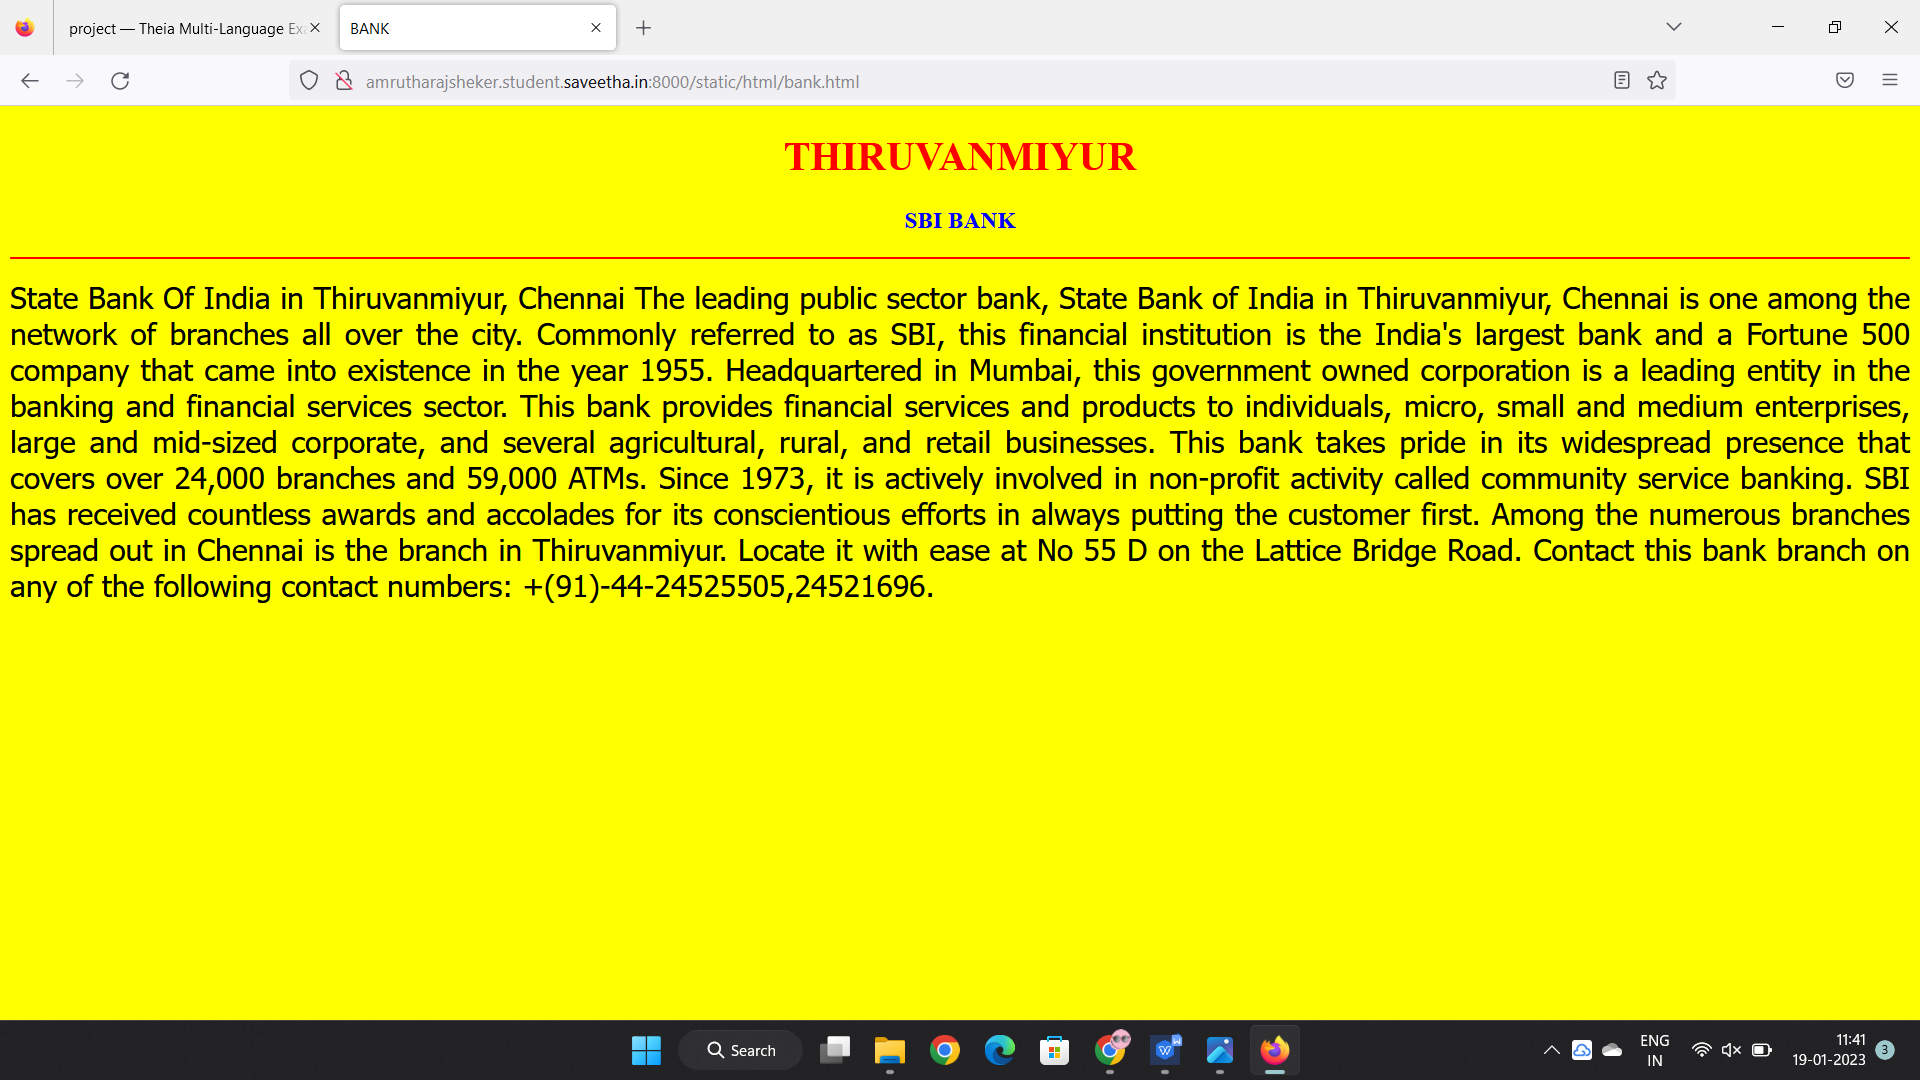 project — Theia Multi-Language Exa
BANK
amrutharajsheker.student.saveetha.in:8000/static/html/bank.html
THIRUVANMIYUR
SBI BANK
State Bank Of India in Thiruvanmiyur, Chennai The leading public sector bank, State Bank of India in Thiruvanmiyur, Chennai is one among the
network of branches all over the city. Commonly referred to as SBI, this financial institution is the India's largest bank and a Fortune 500
company that came into existence in the year 1955. Headquartered in Mumbai, this government owned corporation is a leading entity in the
banking and financial services sector. This bank provides financial services and products to individuals, micro, small and medium enterprises,
large and mid-sized corporate, and several agricultural, rural, and retail businesses. This bank takes pride in its widespread presence that
covers over 24,000 branches and 59,000 ATMs. Since 1973, it is actively involved in non-profit activity called community service banking. SBI
has received countless awards and accolades for its conscientious efforts in always putting the customer first. Among the numerous branches
spread out in Chennai is the branch in Thiruvanmiyur. Locate it with ease at No 55 D on the Lattice Bridge Road. Contact this bank branch on
any of the following contact numbers: +(91)-44-24525505,24521696.
Search
ENG
IN
11:41
19-01-2023
3